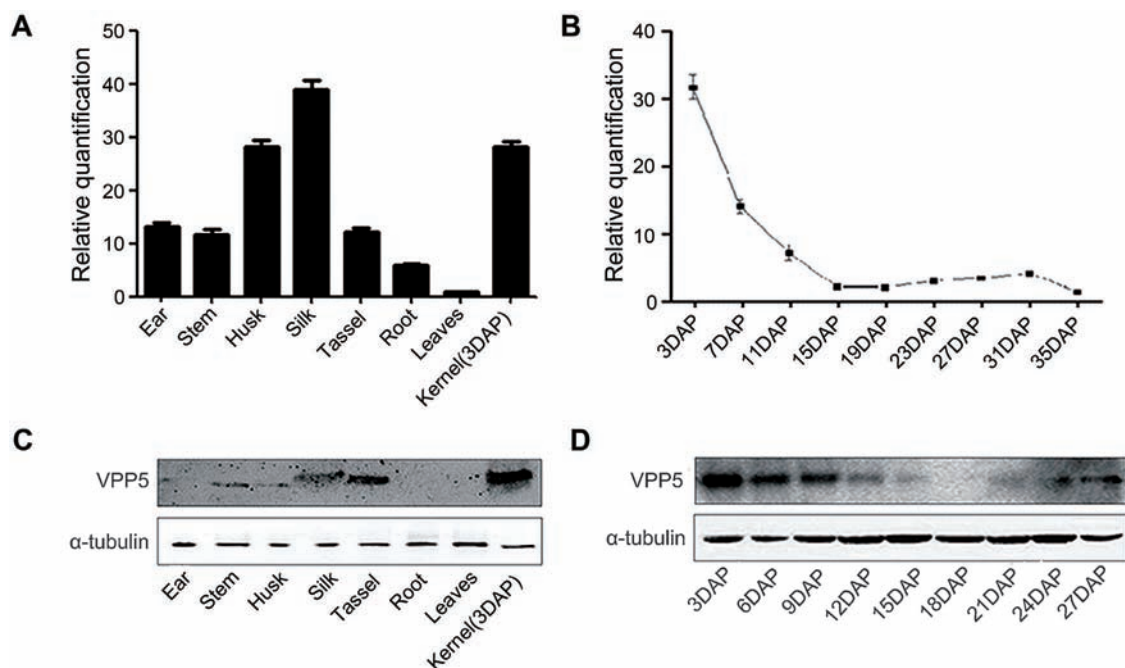 A
Relative quantification
50
40
30
20
10
0
Ear
Stem
Husk
Silk
Tassel
Root
Leaves
Kernel(3DAP)
B
Relative quantification
40
30
20
10
0
3DAP
7DAP
11DAP
15DAP
19DAP
23DAP
27DAP
31DAP
35DAP
C
VPP5
α-tubulin
Ear
Stem
Husk
Silk
Tassel
Root
Leaves
Kernel(3DAP)
D
VPP5
α-tubulin
3DAP
6DAP
9DAP
12DAP
15DAP
18DAP
21DAP
24DAP
27DAP